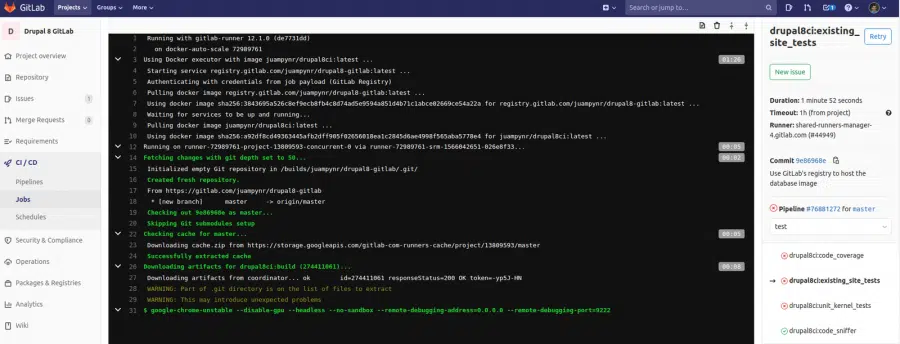 GitLab Projects Groups More Search or jump to... 1
D Drupal 8 GitLab
Project overview
Repository
Issues 1
Merge Requests 0
Requirements
CI / CD
Pipelines
Jobs
Schedules
Security & Compliance
Operations
Packages & Registries
Analytics
Wiki
1 Running with gitlab-runner 12.1.0 (de7731dd)
2 on docker-auto-scale 72989761
3 Using Docker executor with image juampynr/drupal8ci:latest ... 01:26
4 Starting service registry.gitlab.com/juampynr/drupal8-gitlab:latest ...
5 Authenticating with credentials from job payload (GitLab Registry)
6 Pulling docker image registry.gitlab.com/juampynr/drupal8-gitlab:latest ...
7 Using docker image sha256:3843695a526c8ef9ecb8fb4c8d74ad5e9594a851d4b71c1abce02669ce54a22a for registry.gitlab.com/juampynr/drupal8-gitlab:latest ...
8 Waiting for services to be up and running...
9 Pulling docker image juampynr/drupal8ci:latest ...
10 Using docker image sha256:a92df8cd49363445afb2dff905f02656018ea1c2845d6ae4998f565aba5778e4 for juampynr/drupal8ci:latest ...
12 Running on runner-72989761-project-13809593-concurrent-0 via runner-72989761-srm-1566042651-026e8f33... 00:05
14 Fetching changes with git depth set to 50... 00:02
15 Initialized empty Git repository in /builds/juampynr/drupal8-gitlab/.git/
16 Created fresh repository.
17 From https://gitlab.com/juampynr/drupal8-gitlab
18 * [new branch] master -> origin/master
19 Checking out 9e86960e as master...
20 Skipping Git submodules setup
22 Checking cache for master... 00:05
23 Downloading cache.zip from https://storage.googleapis.com/gitlab-com-runners-cache/project/13809593/master
24 Successfully extracted cache
26 Downloading artifacts for drupal8ci:build (274411061)... 00:08
27 Downloading artifacts from coordinator... ok id=274411061 responseStatus=200 OK token=-yp5J-HN
28 WARNING: Part of .git directory is on the list of files to extract
29 WARNING: This may introduce unexpected problems
31 $ google-chrome-unstable --disable-gpu --headless --no-sandbox --remote-debugging-address=0.0.0.0 --remote-debugging-port=9222
drupal8ci:existing_
site_tests
Retry
New issue
Duration: 1 minute 52 seconds
Timeout: 1h (from project)
Runner: shared-runners-manager-
4.gitlab.com (#44949)
Commit 9e86960e
Use GitLab's registry to host the
database image
Pipeline #76881272 for master
test
drupal8ci:code_coverage
drupal8ci:existing_site_tests
drupal8ci:unit_kernel_tests
drupal8ci:code_sniffer